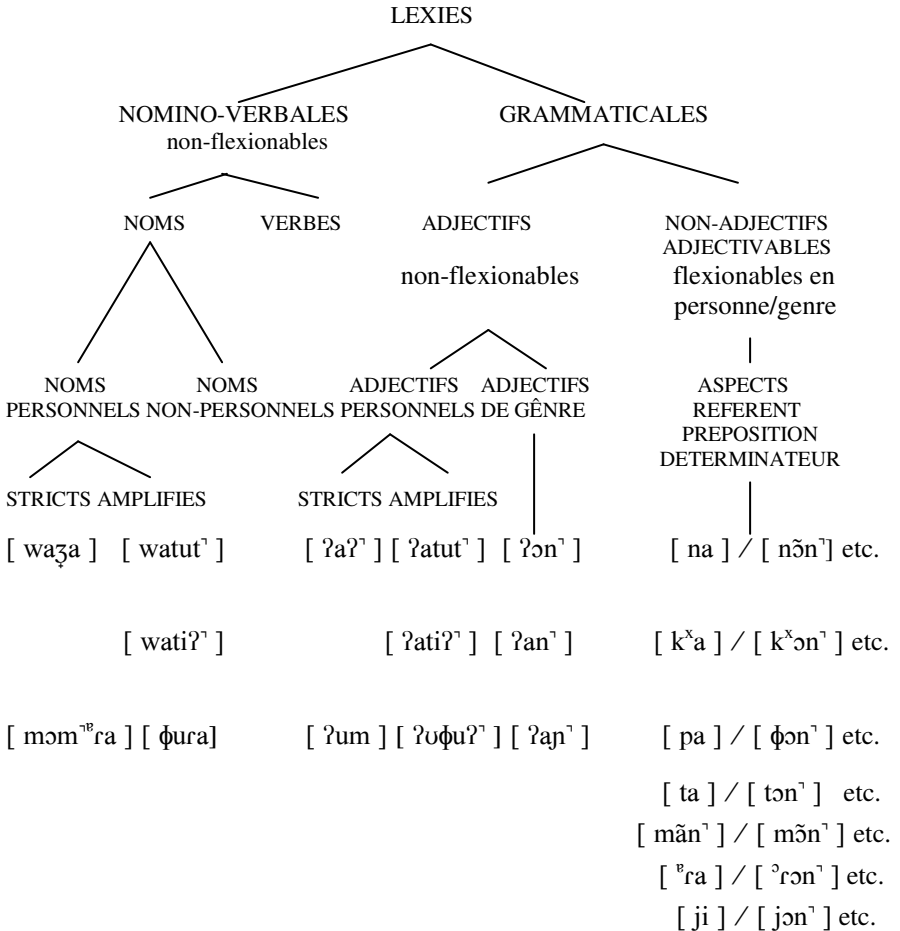 LEXIES
NOMINO-VERBALES GRAMMATICALES
non-flexionables
NOMS VERBES ADJECTIFS NON-ADJECTIFS
ADJECTIVABLES
non-flexionables flexionables en
personne/genre
NOMS NOMS ADJECTIFS ADJECTIFS ASPECTS
PERSONNELS NON-PERSONNELS PERSONNELS DE GÊNRE REFERENT
PREPOSITION
DETERMINATEUR
STRICTS AMPLIFIES STRICTS AMPLIFIES
[ waʒ̟a ] [ watut˺ ] [ ʔaʔ˺ ] [ ʔatut˺ ] [ ʔɔn˺ ] [ na ] / [ nɔ̃n˺ ] etc.
[ watiʔ˺ ] [ ʔatiʔ˺ ] [ ʔan˺ ] [ kˣa ] / [ kˣɔn˺ ] etc.
[ mɔm˺ᵄɾa ] [ ɸuɾa] [ ʔum ] [ ʔʊɸuʔ˺ ] [ ʔaɲ˺ ] [ pa ] / [ ɸɔn˺ ] etc.
[ ta ] / [ tɔn˺ ] etc.
[ mãn˺ ] / [ mɔ̃n˺ ] etc.
[ ᵄɾa ] / [ ᵓɾɔn˺ ] etc.
[ ji ] / [ jɔn˺ ] etc.